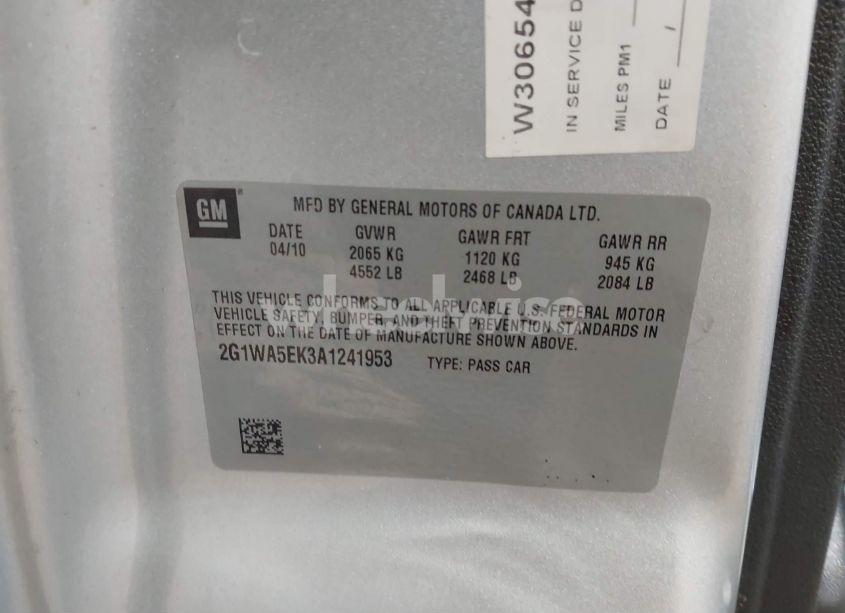 W30654
IN SERVICE D
MILES PM1
DATE /
GM
MFD BY GENERAL MOTORS OF CANADA LTD.
DATE GVWR GAWR FRT GAWR RR
04/10 2065 KG 1120 KG 945 KG
4552 LB 2468 LB 2084 LB
THIS VEHICLE CONFORMS TO ALL APPLICABLE U.S. FEDERAL MOTOR
VEHICLE SAFETY, BUMPER, AND THEFT PREVENTION STANDARDS IN
EFFECT ON THE DATE OF MANUFACTURE SHOWN ABOVE.
2G1WA5EK3A1241953 TYPE: PASS CAR